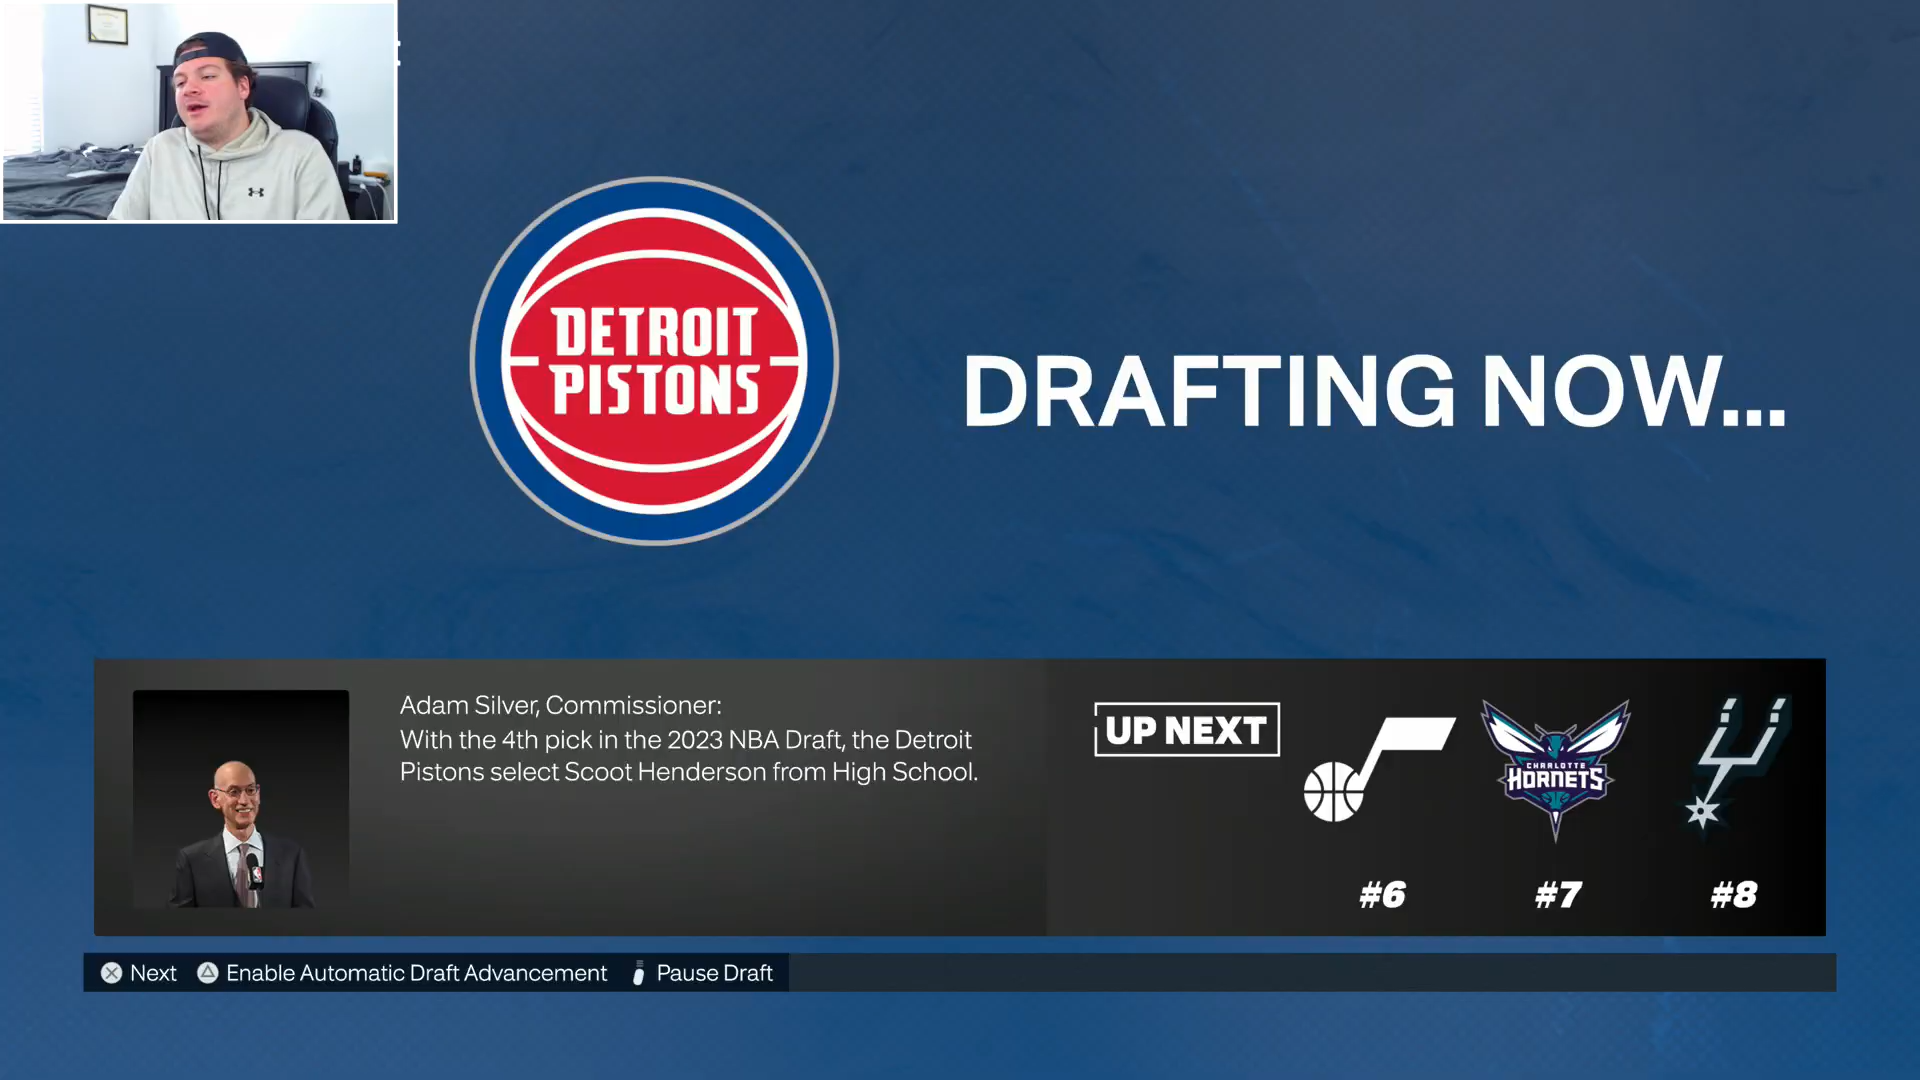 DETROIT
PISTONS
DRAFTING NOW...
Adam Silver, Commissioner:
With the 4th pick in the 2023 NBA Draft, the Detroit
Pistons select Scoot Henderson from High School.
UP NEXT
CHARLOTTE
HORNETS
#6
#7
#8
Next
Enable Automatic Draft Advancement
Pause Draft